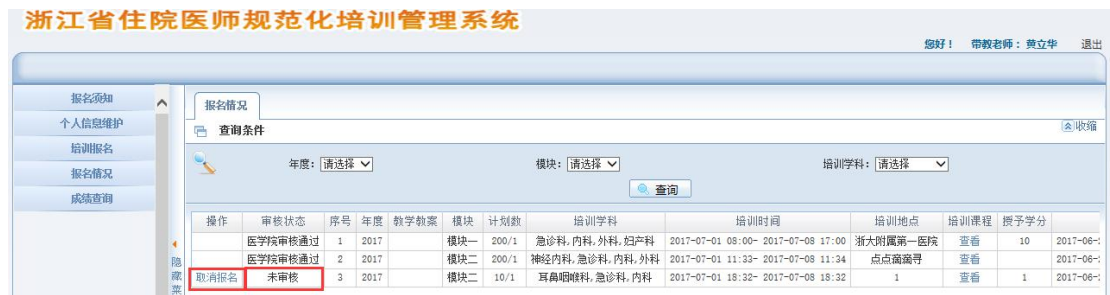 浙江省住院医师规范化培训管理系统
您好！ 带教老师：黄立华 退出
报名须知
个人信息维护
培训报名
报名情况
成绩查询
隐藏菜
报名情况
查询条件 收缩
年度：请选择 模块：请选择 培训学科：请选择
查询
操作 审核状态 序号 年度 教学教案 模块 计划数 培训学科 培训时间 培训地点 培训课程 授予学分
医学院审核通过 1 2017 模块一 200/1 急诊科,内科,外科,妇产科 2017-07-01 08:00- 2017-07-08 17:00 浙大附属第一医院 查看 10 2017-06-
医学院审核通过 2 2017 模块二 200/1 神经内科,急诊科,内科,外科 2017-07-01 11:33- 2017-07-08 11:34 点点滴滴寻 查看 2017-06-
取消报名 未审核 3 2017 模块二 10/1 耳鼻咽喉科,急诊科,内科 2017-07-01 18:32- 2017-07-08 18:32 1 查看 1 2017-06-